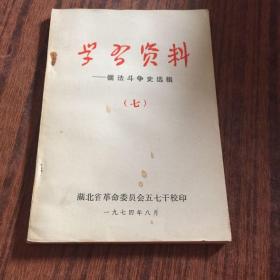 学习资料
——儒法斗争史选辑
（七）
湖北省革命委员会五七干校印
一九七四年八月